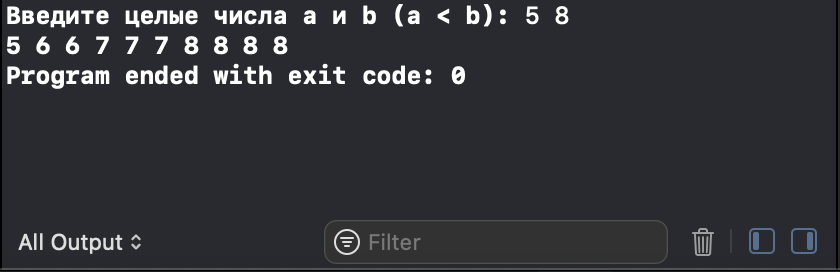 Введите целые числа a и b (a < b): 5 8
5 6 6 7 7 7 8 8 8 8
Program ended with exit code: 0
All Output
Filter